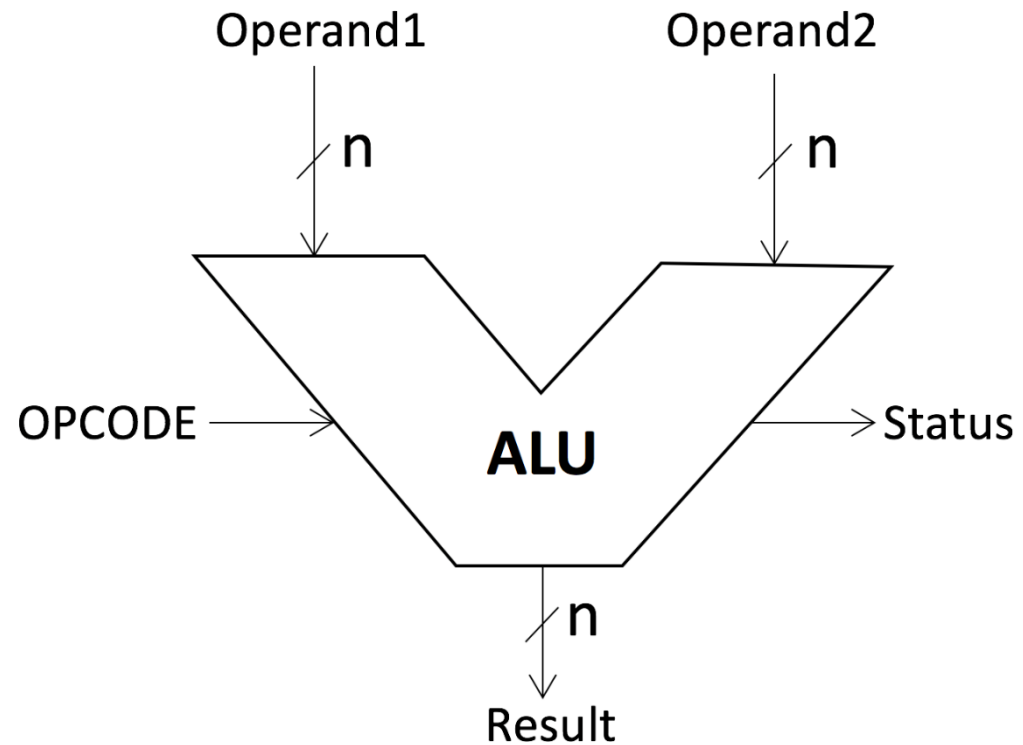 Operand1
Operand2
n
n
OPCODE
ALU
Status
n
Result